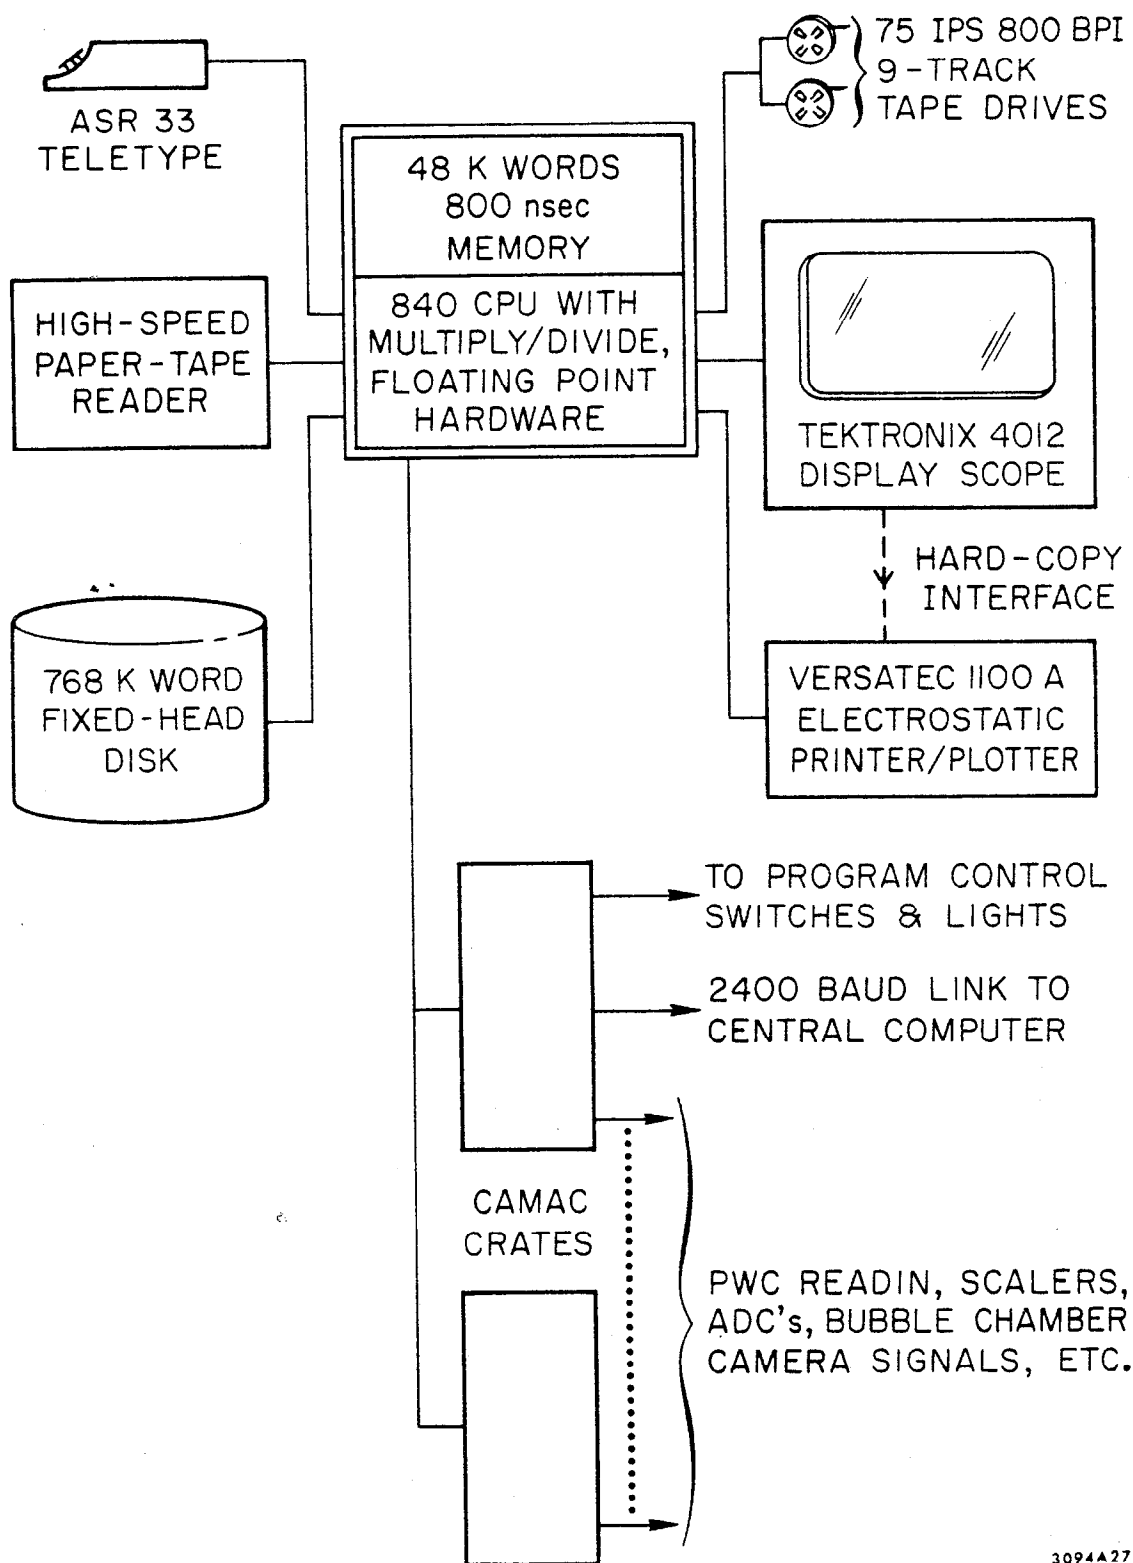 ASR 33
TELETYPE
75 IPS 800 BPI
9-TRACK
TAPE DRIVES
48 K WORDS
800 nsec
MEMORY
840 CPU WITH
MULTIPLY/DIVIDE,
FLOATING POINT
HARDWARE
HIGH-SPEED
PAPER-TAPE
READER
TEKTRONIX 4012
DISPLAY SCOPE
HARD-COPY
INTERFACE
768 K WORD
FIXED-HEAD
DISK
VERSATEC 1100 A
ELECTROSTATIC
PRINTER/PLOTTER
TO PROGRAM CONTROL
SWITCHES & LIGHTS
2400 BAUD LINK TO
CENTRAL COMPUTER
CAMAC
CRATES
PWC READIN, SCALERS,
ADC's, BUBBLE CHAMBER
CAMERA SIGNALS, ETC.
3094A27